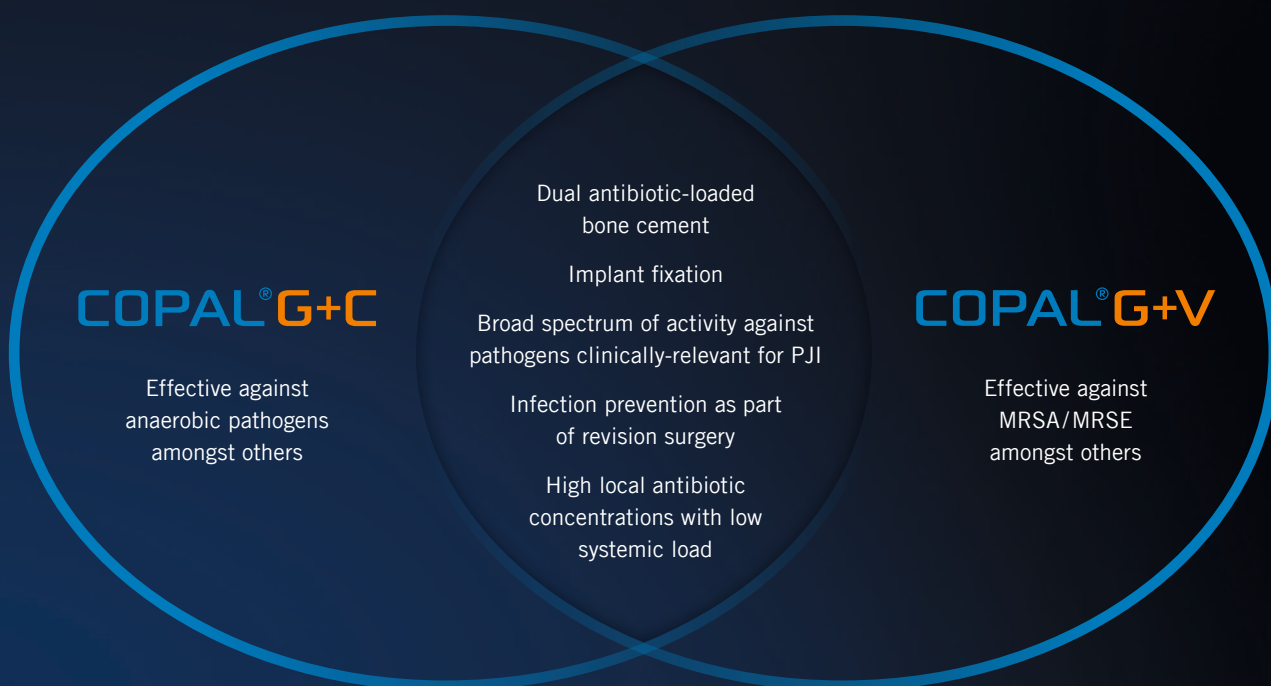 COPAL®G+C
Effective against
anaerobic pathogens
amongst others
Dual antibiotic-loaded
bone cement
Implant fixation
Broad spectrum of activity against
pathogens clinically-relevant for PJI
Infection prevention as part
of revision surgery
High local antibiotic
concentrations with low
systemic load
COPAL®G+V
Effective against
MRSA/MRSE
amongst others